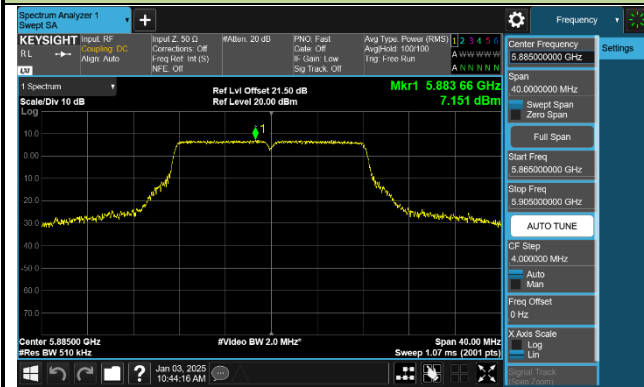 Spectrum Analyzer 1
Swept SA
+
Frequency
KEYSIGHT
RL
LXI
Input: RF
Coupling: DC
Align: Auto
Input Z: 50 Ω
Corrections: Off
Freq Ref: Int (S)
NFE: Off
#Atten: 20 dB
PNO: Fast
Gate: Off
IF Gain: Low
Sig Track: Off
Avg Type: Power (RMS)
Avg|Hold: 100/100
Trig: Free Run
1 2 3 4 5 6
A W W W W W
A N N N N N
Settings
1 Spectrum
Scale/Div 10 dB
Log
Ref Lvl Offset 21.50 dB
Ref Level 20.00 dBm
Mkr1 5.883 66 GHz
7.151 dBm
1
10.0
0.00
10.0
20.0
30.0
40.0
-50.0
60.0
70.0
Center 5.88500 GHz
#Res BW 510 kHz
#Video BW 2.0 MHz*
Span 40.00 MHz
Sweep 1.07 ms (2001 pts)
Center Frequency
5.885000000 GHz
Span
40.0000000 MHz
Swept Span
Zero Span
Full Span
Start Freq
5.865000000 GHz
Stop Freq
5.905000000 GHz
AUTO TUNE
CF Step
4.000000 MHz
Auto
Man
Freq Offset
0 Hz
X Axis Scale
Log
Lin
Signal Track
(Span Zoom)
?
Jan 03, 2025
10:44:16 AM